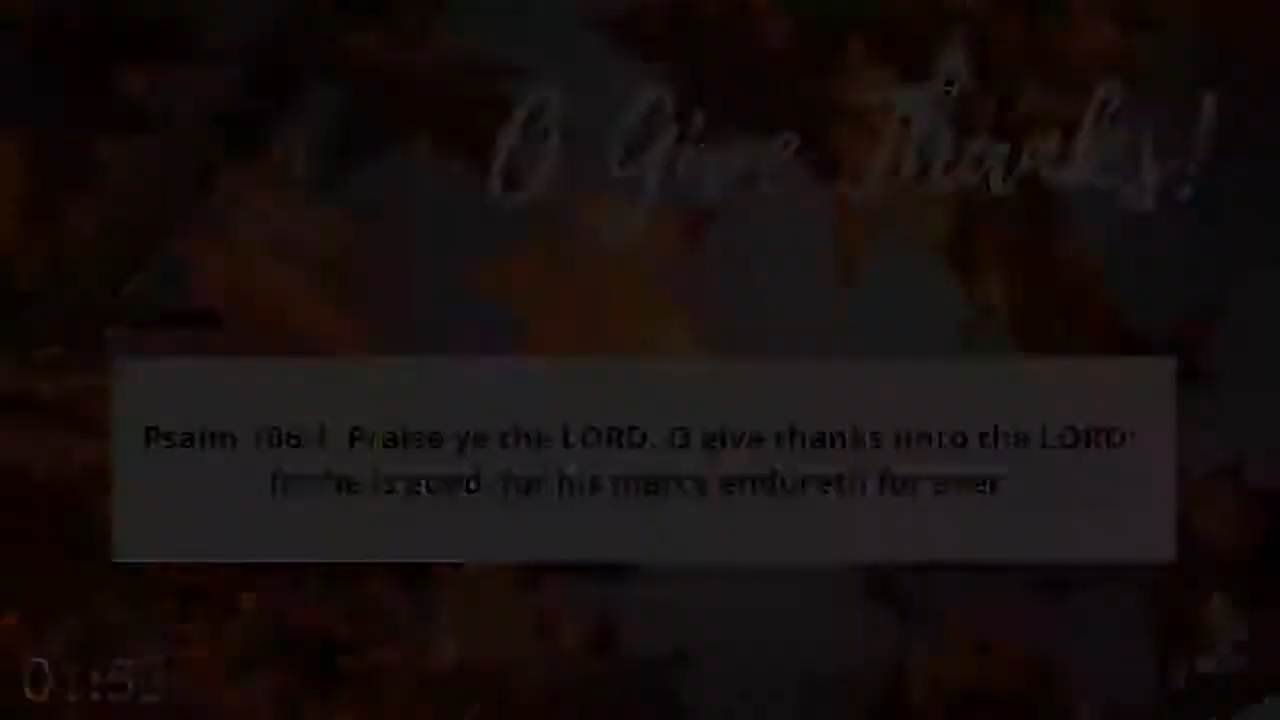 O Give Thanks!
Psalm 106:1 Praise ye the LORD. O give thanks unto the LORD;
for he is good: for his mercy endureth for ever.